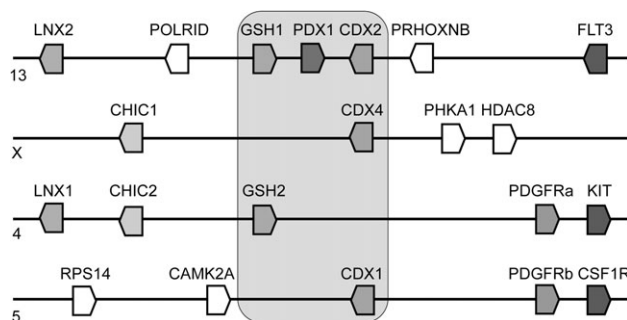 LNX2 POLRID GSH1 PDX1 CDX2 PRHOXNB FLT3
13
CHIC1 CDX4 PHKA1 HDAC8
X
LNX1 CHIC2 GSH2 PDGFRa KIT
4
RPS14 CAMK2A CDX1 PDGFRb CSF1R
5